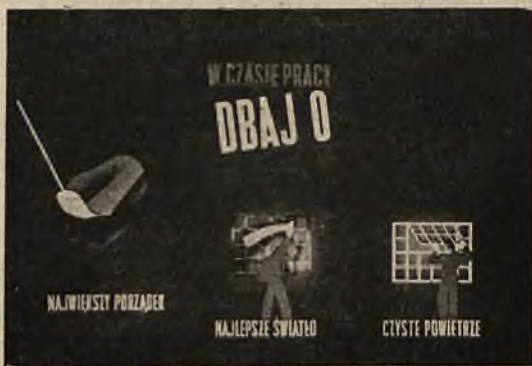 W CZASIE PRACY
DBAJ O
NAJWIĘKSZY PORZĄDEK
NAJLEPSZE ŚWIATŁO
CZYSTE POWIETRZE